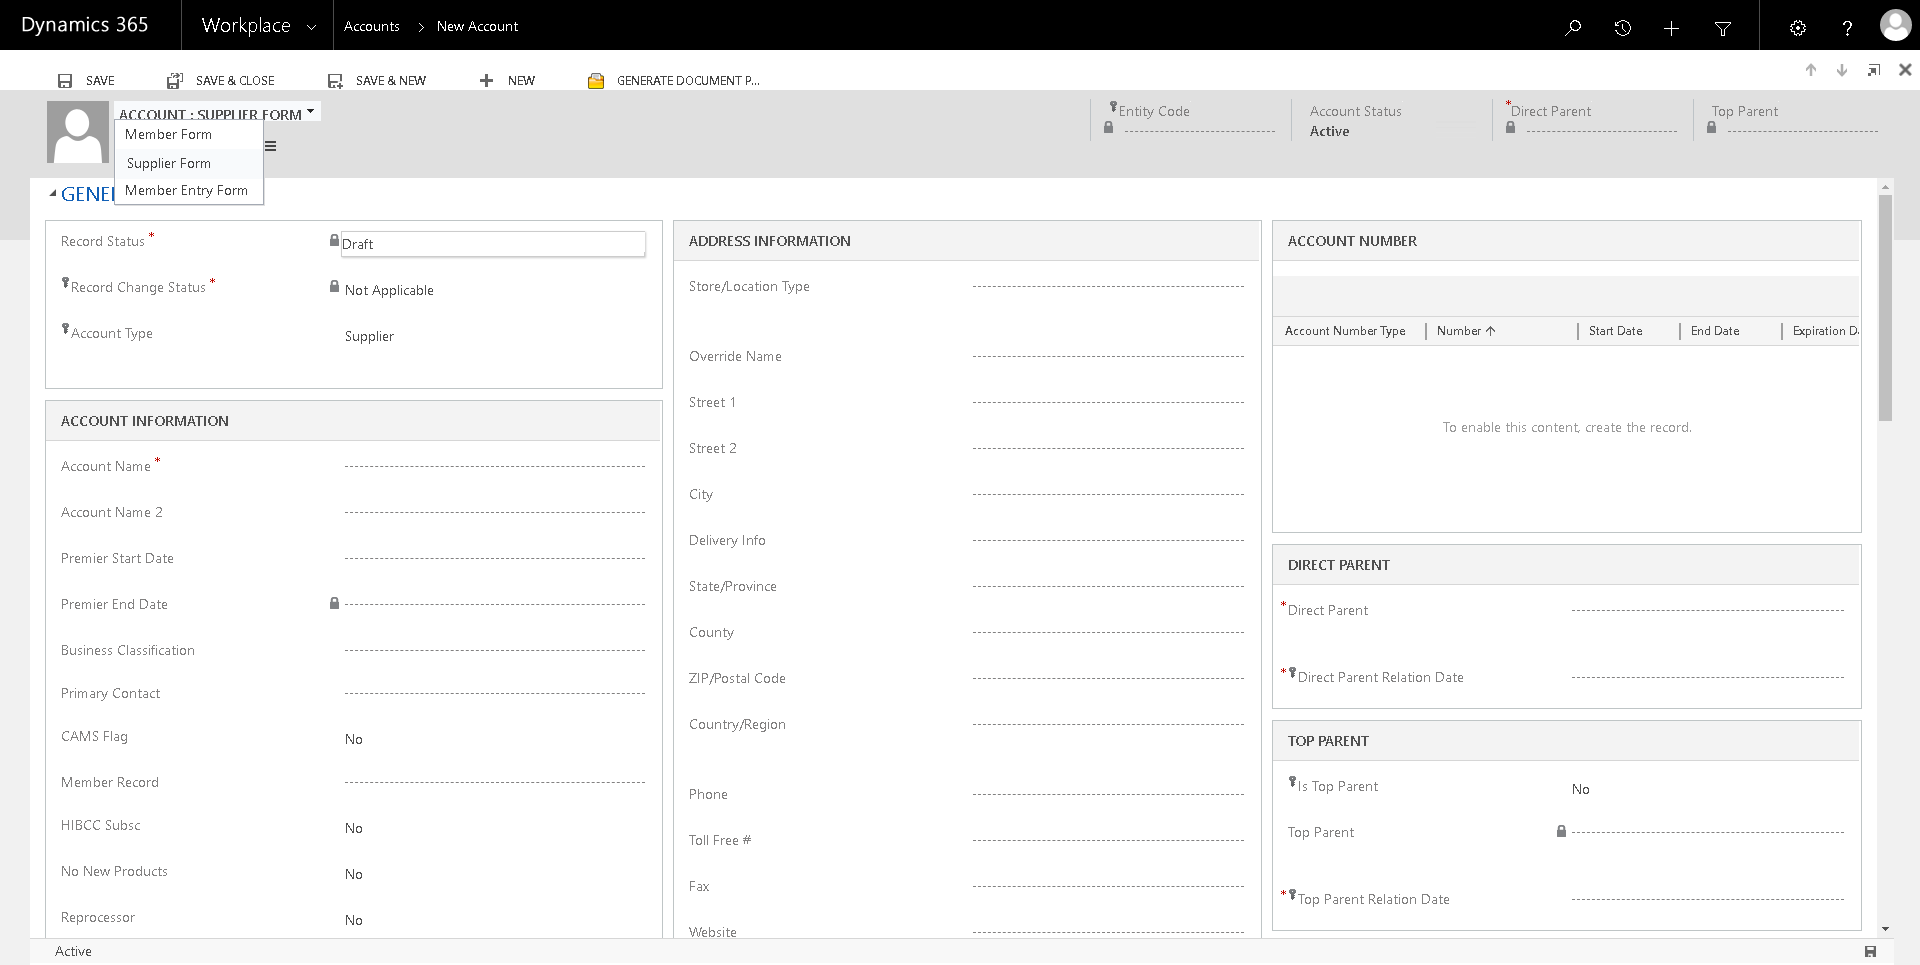 Dynamics 365
Workplace
Accounts > New Account
SAVE
SAVE & CLOSE
SAVE & NEW
NEW
GENERATE DOCUMENT P...
ACCOUNT : SUPPLIER FORM
Member Form
Supplier Form
Member Entry Form
Entity Code
Account Status
Active
*Direct Parent
Top Parent
GENE
Record Status *
Draft
Record Change Status *
Not Applicable
Account Type
Supplier
ACCOUNT INFORMATION
Account Name *
Account Name 2
Premier Start Date
Premier End Date
Business Classification
Primary Contact
CAMS Flag
No
Member Record
HIBCC Subsc
No
No New Products
No
Reprocessor
No
ADDRESS INFORMATION
Store/Location Type
Override Name
Street 1
Street 2
City
Delivery Info
State/Province
County
ZIP/Postal Code
Country/Region
Phone
Toll Free #
Fax
Website
ACCOUNT NUMBER
Account Number Type
Number
Start Date
End Date
Expiration D
To enable this content, create the record.
DIRECT PARENT
*Direct Parent
*Direct Parent Relation Date
TOP PARENT
Is Top Parent
No
Top Parent
*Top Parent Relation Date
Active